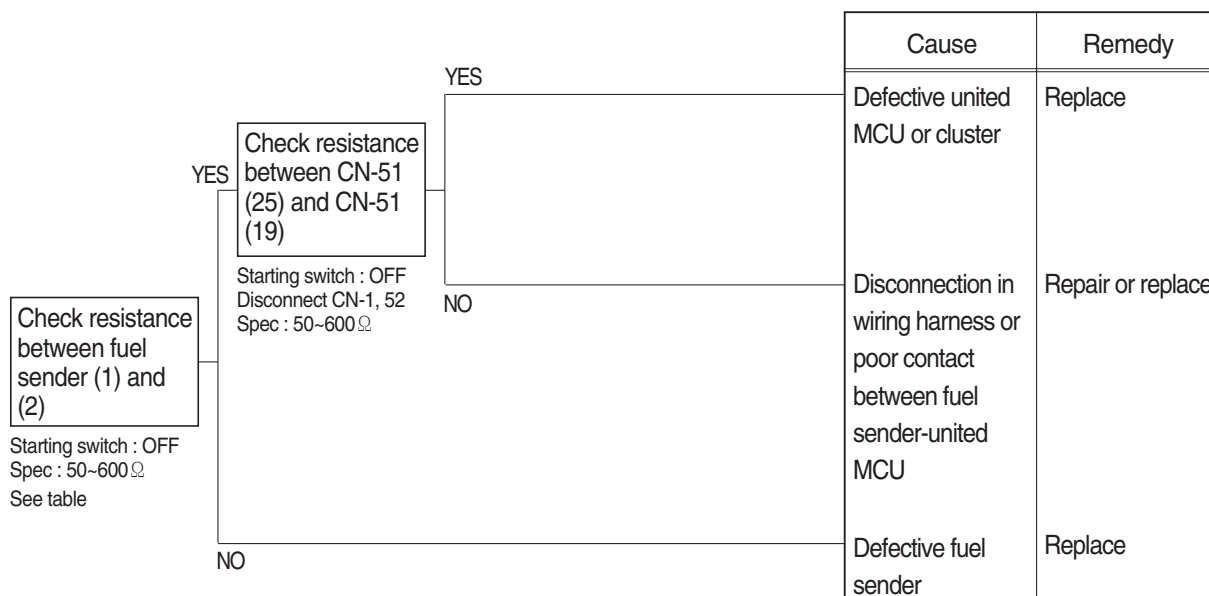 Cause
Remedy
YES
Defective united
MCU or cluster
Replace
YES
Check resistance
between CN-51
(25) and CN-51
(19)
Starting switch : OFF
Disconnect CN-1, 52
Spec : 50~600Ω
NO
Disconnection in
wiring harness or
poor contact
between fuel
sender-united
MCU
Repair or replace
Check resistance
between fuel
sender (1) and
(2)
Starting switch : OFF
Spec : 50~600Ω
See table
NO
Defective fuel
sender
Replace